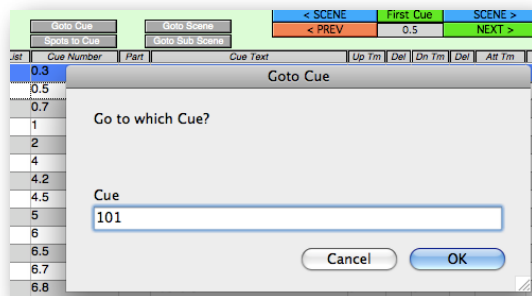 Goto Cue Goto Scene < SCENE First Cue SCENE >
Spots to Cue Goto Sub Scene < PREV 0.5 NEXT >
List Cue Number Part Cue Text Up Tm Del Dn Tm Del Att Tm
0.3
Goto Cue
0.5
0.7
Go to which Cue?
1
2
4
4.2
Cue
4.5
5
101
6
6.5
Cancel OK
6.7
6.8